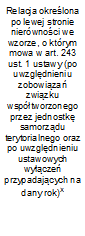 Relacja określona
po lewej stronie
nierówności we
wzorze, o którym
mowa w art. 243
ust. 1 ustawy (po
uwzględnieniu
zobowiązań
związku
współtworzonego
przez jednostkę
samorządu
terytorialnego oraz
po uwzględnieniu
ustawowych
wyłączeń
przypadających na
dany rok)x